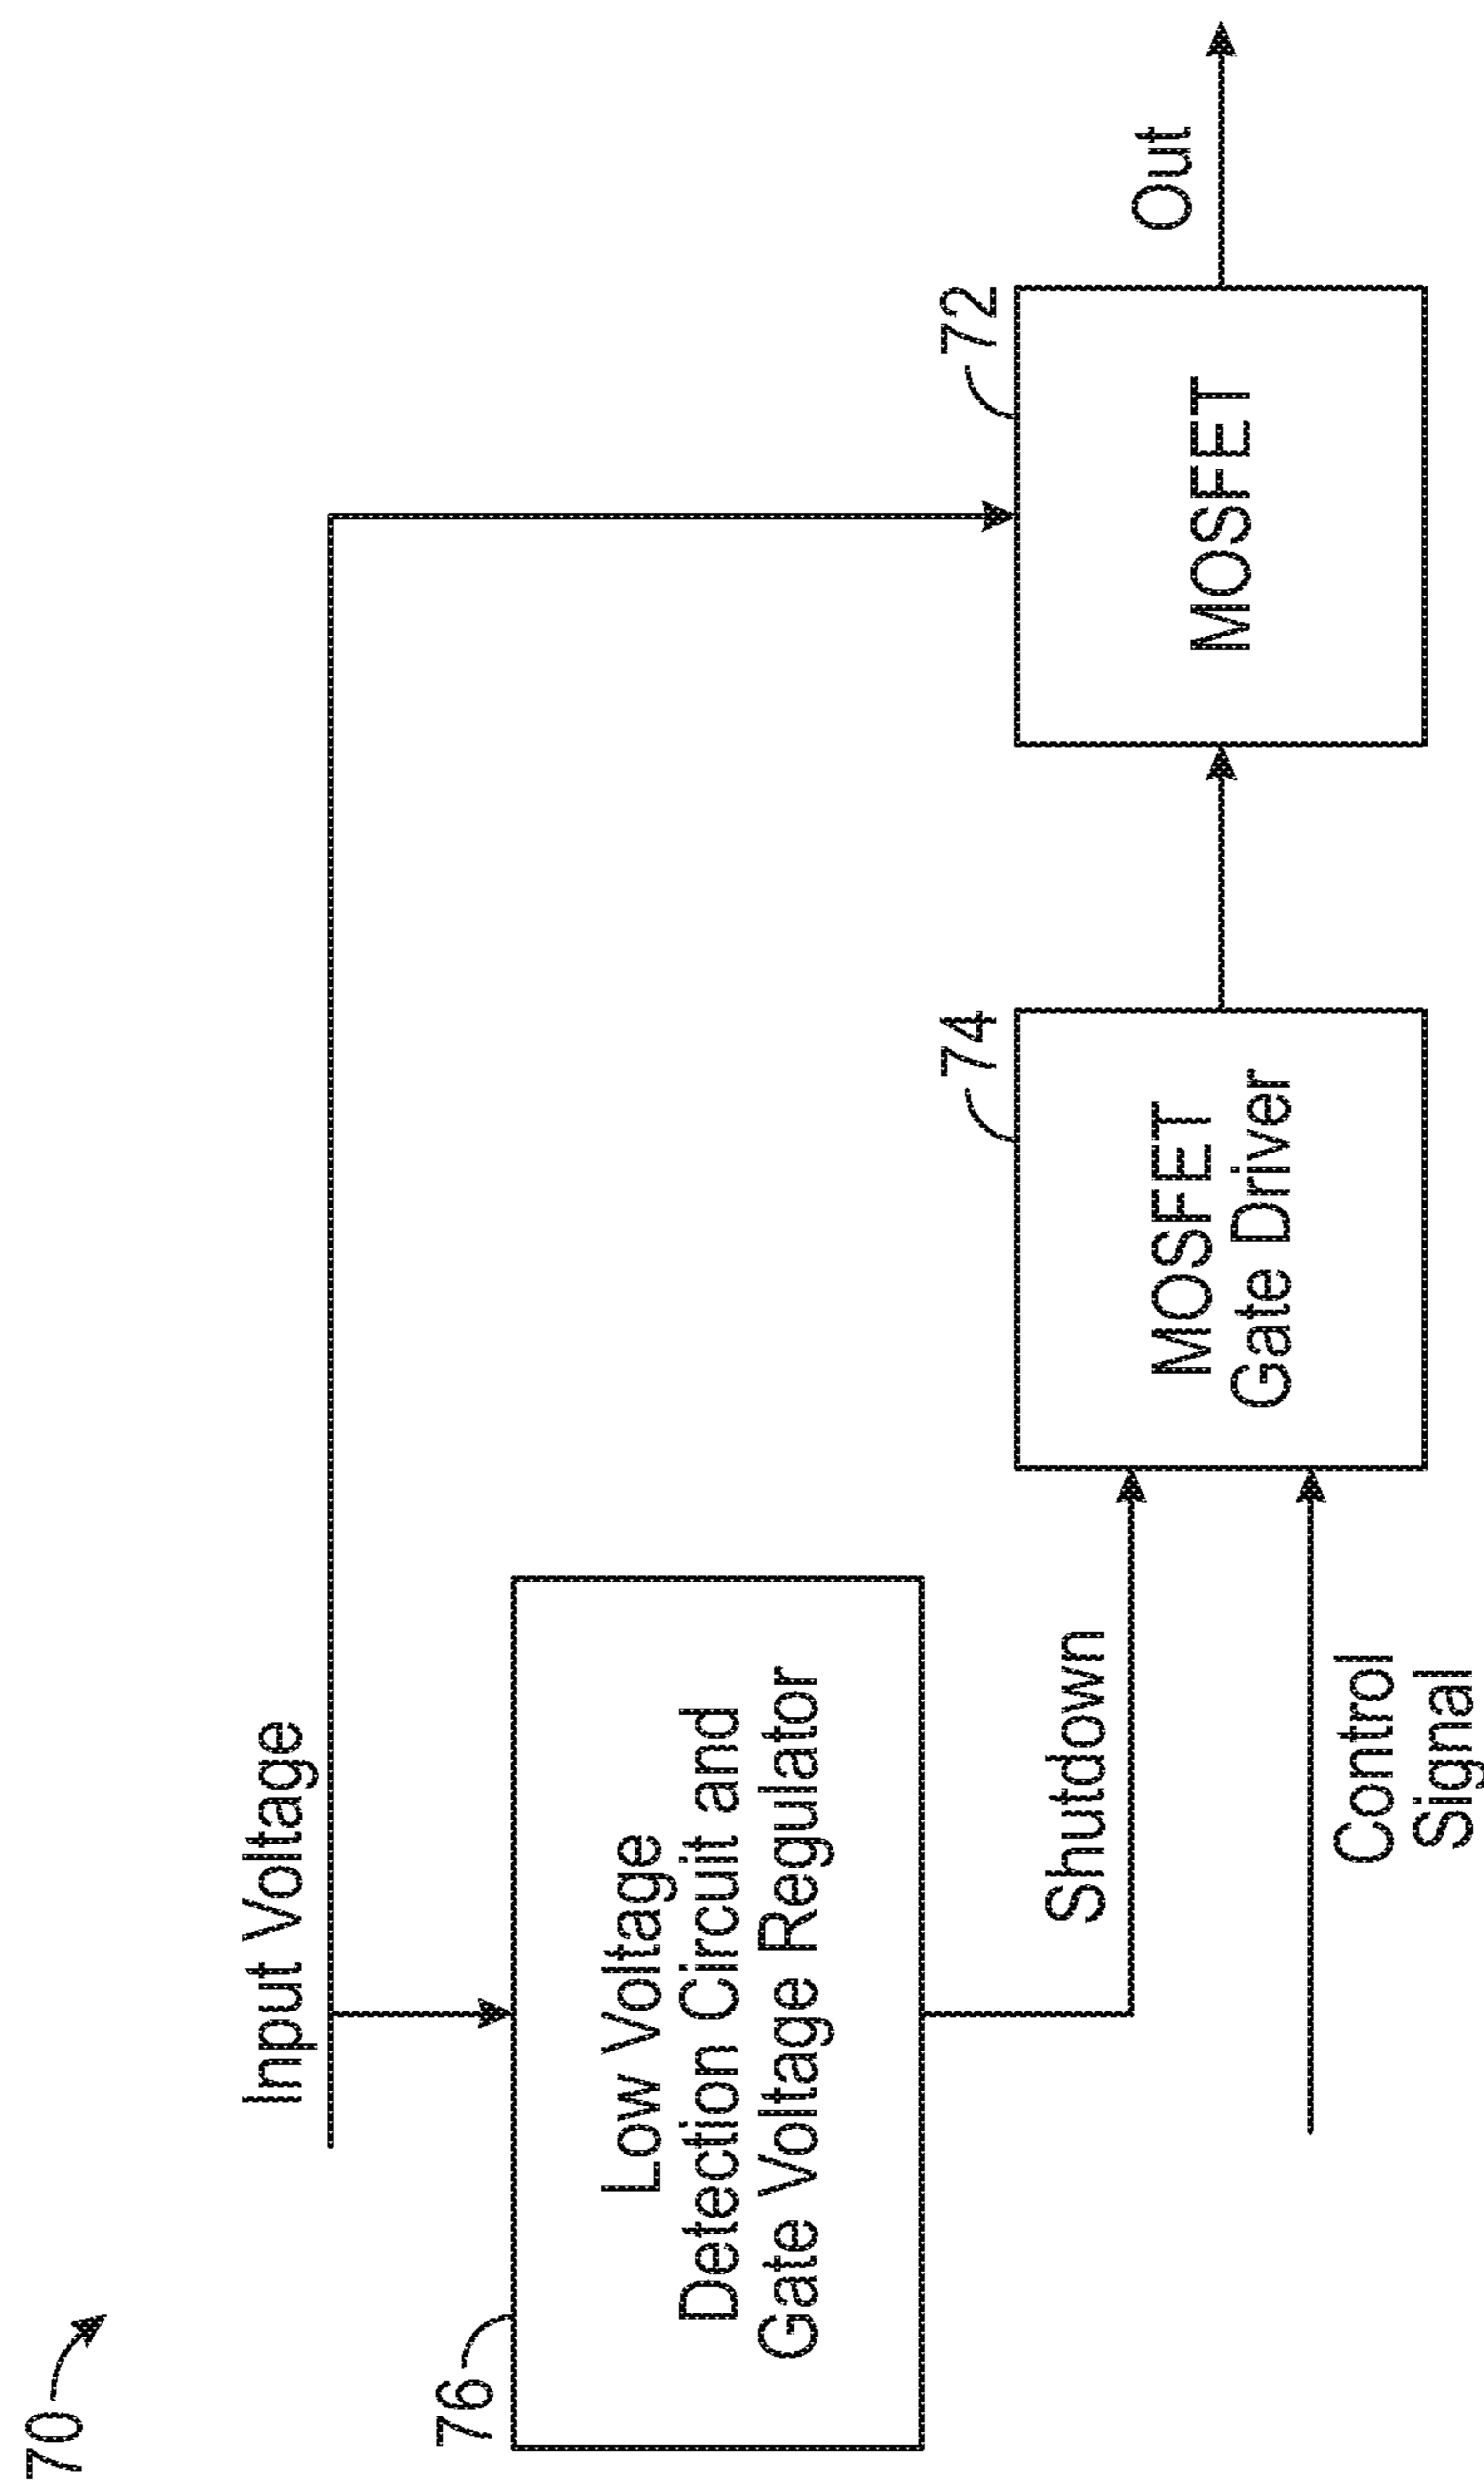 70
Input Voltage
76
Low Voltage
Detection Circuit and
Gate Voltage Regulator
Shutdown
Control
Signal
74
MOSFET
Gate Driver
72
MOSFET
Out